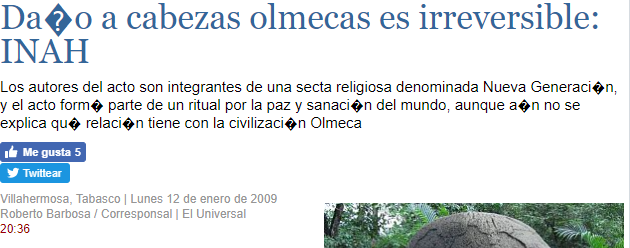 Da�o a cabezas olmecas es irreversible:
INAH
Los autores del acto son integrantes de una secta religiosa denominada Nueva Generaci�n,
y el acto form� parte de un ritual por la paz y sanaci�n del mundo, aunque a�n no se
explica qu� relaci�n tiene con la civilizaci�n Olmeca
Me gusta 5
Twittear
Villahermosa, Tabasco | Lunes 12 de enero de 2009
Roberto Barbosa / Corresponsal | El Universal
20:36